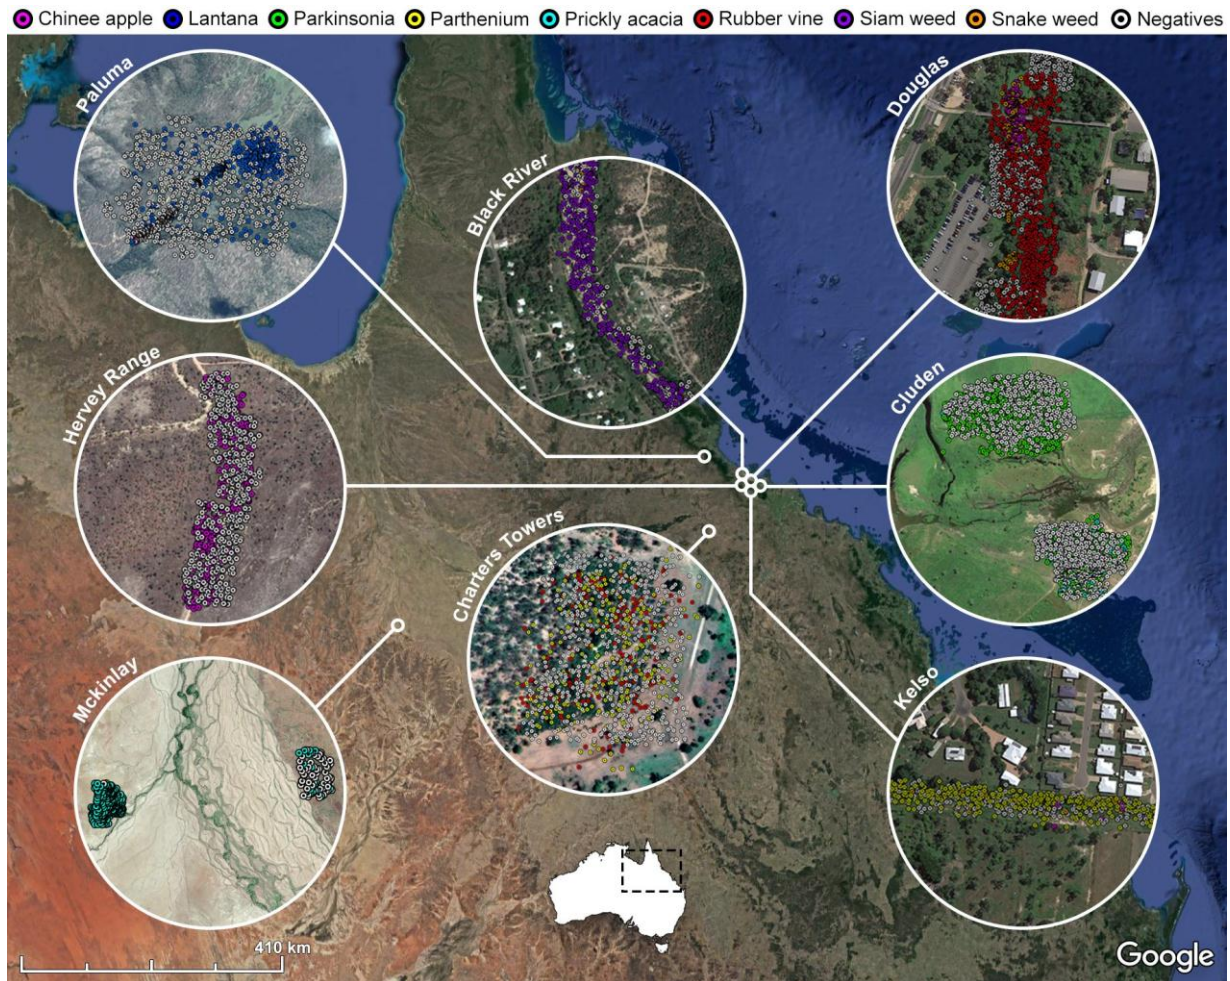 Chinee apple Lantana Parkinsonia Parthenium Prickly acacia Rubber vine Siam weed Snake weed Negatives
Paluma
Black River
Douglas
Hervey Range
Charters Towers
Cluden
Mckinlay
Kelso
410 km
Google